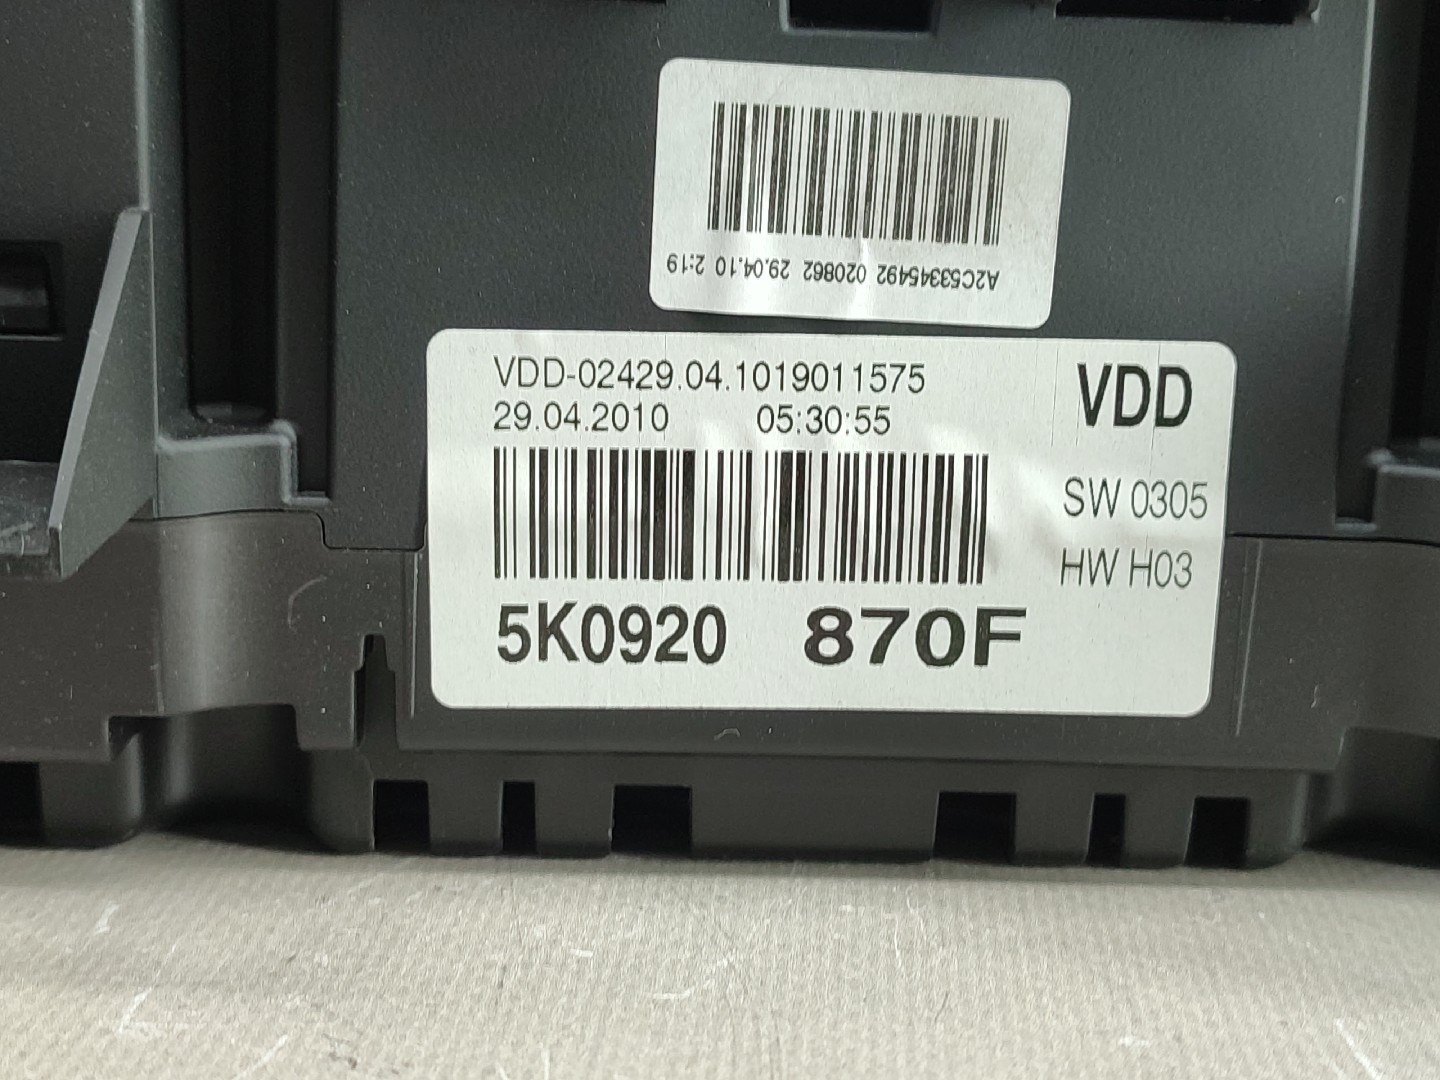 A2C53345492 020862 29.04.10 2:19
VDD-02429.04.1019011575
29.04.2010 05:30:55
VDD
SW 0305
HW H03
5K0920 870F